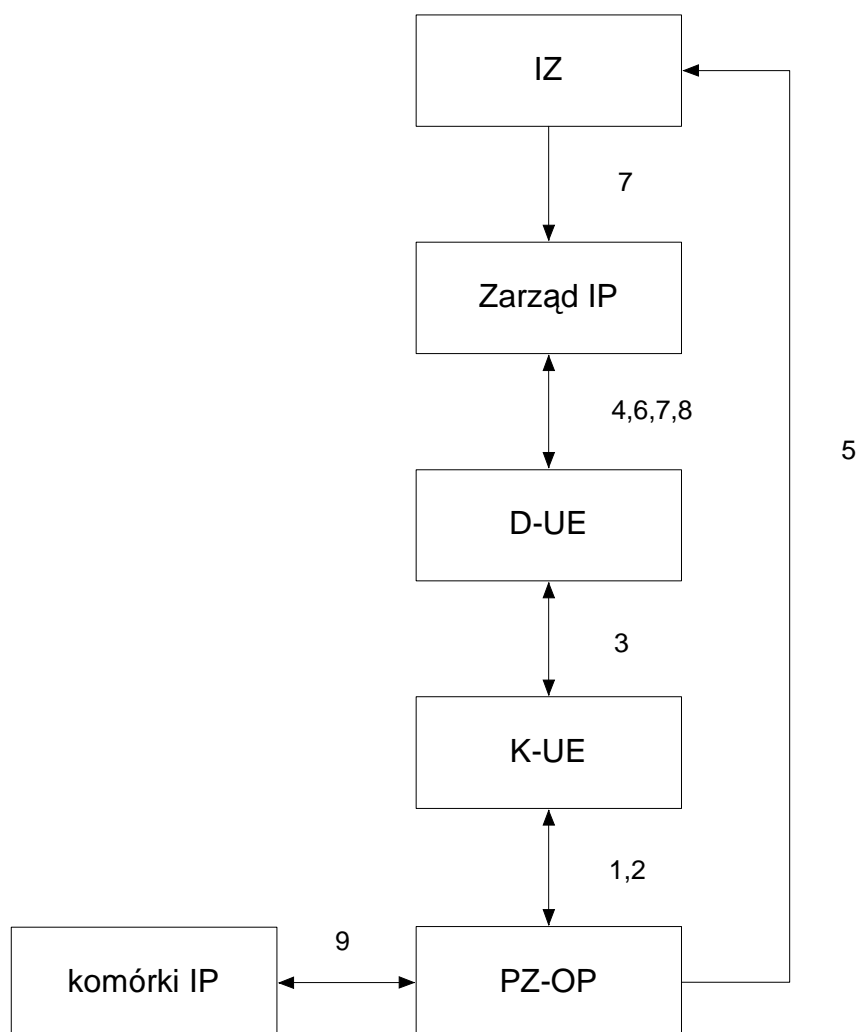 IZ
7
Zarząd IP
4,6,7,8
5
D-UE
3
K-UE
1,2
9
komórki IP
PZ-OP